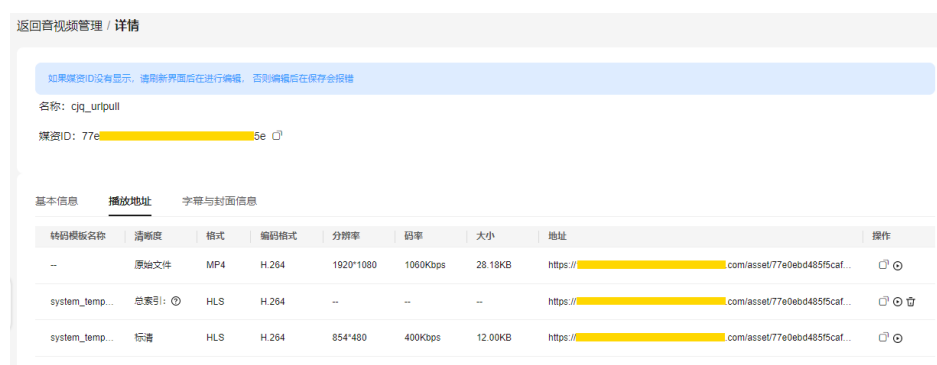 返回音视频管理 / 详情
如果媒资ID没有显示，请刷新界面后在进行编辑， 否则编辑后在保存会报错
名称：cjq_urlpull
媒资ID：77e 5e
基本信息 播放地址 字幕与封面信息
转码模板名称 清晰度 格式 编码格式 分辨率 码率 大小 地址 操作
-- 原始文件 MP4 H.264 1920*1080 1060Kbps 28.18KB https:// .com/asset/77e0ebd485f5caf...
system_temp... 总索引： HLS H.264 -- -- -- https:// .com/asset/77e0ebd485f5caf...
system_temp... 标清 HLS H.264 854*480 400Kbps 12.00KB https:// .com/asset/77e0ebd485f5caf...